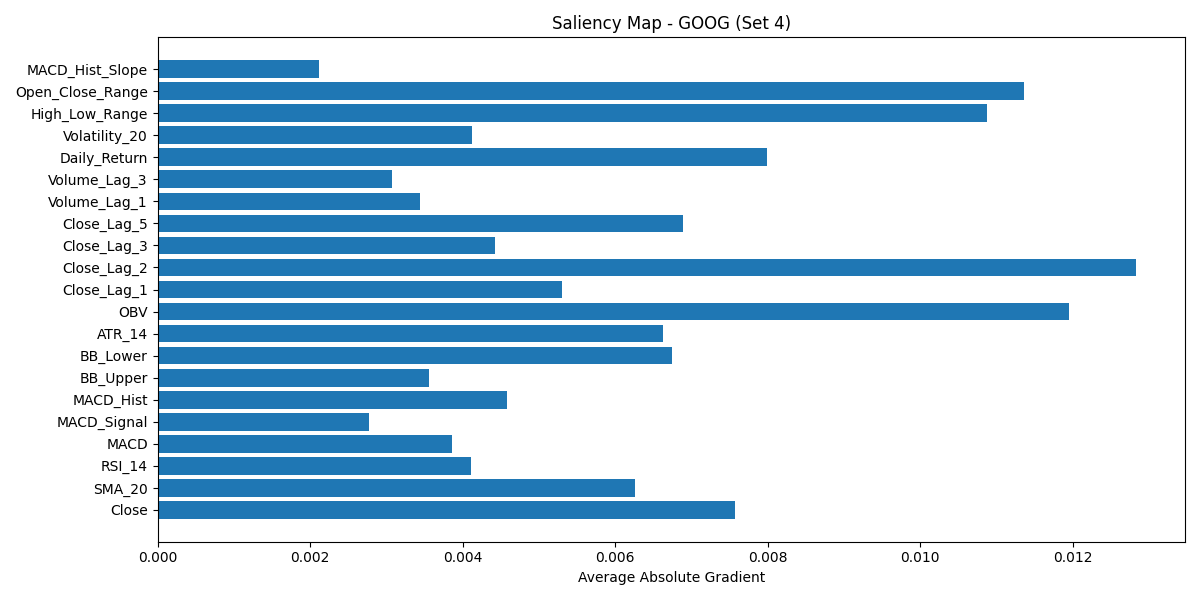 Saliency Map - GOOG (Set 4)
MACD_Hist_Slope
Open_Close_Range
High_Low_Range
Volatility_20
Daily_Return
Volume_Lag_3
Volume_Lag_1
Close_Lag_5
Close_Lag_3
Close_Lag_2
Close_Lag_1
OBV
ATR_14
BB_Lower
BB_Upper
MACD_Hist
MACD_Signal
MACD
RSI_14
SMA_20
Close
0.000 0.002 0.004 0.006 0.008 0.010 0.012
Average Absolute Gradient